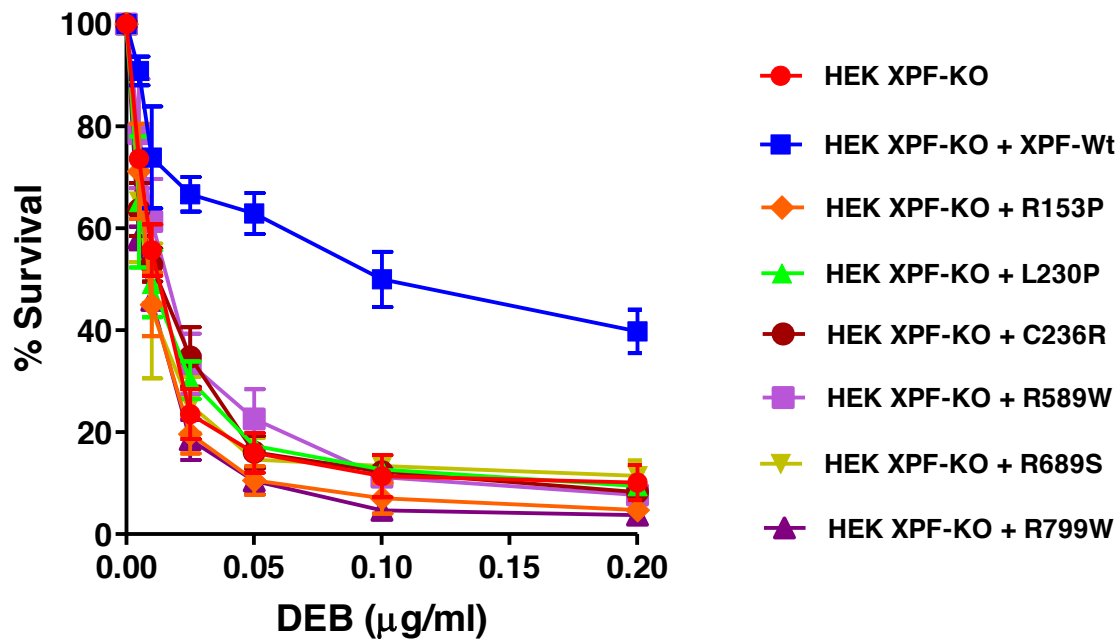 100
80
60
40
20
0
% Survival
0.00 0.05 0.10 0.15 0.20
DEB (μg/ml)
HEK XPF-KO
HEK XPF-KO + XPF-Wt
HEK XPF-KO + R153P
HEK XPF-KO + L230P
HEK XPF-KO + C236R
HEK XPF-KO + R589W
HEK XPF-KO + R689S
HEK XPF-KO + R799W